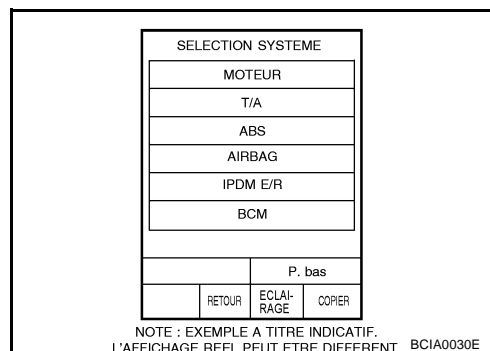 SELECTION SYSTEME
MOTEUR
T/A
ABS
AIRBAG
IPDM E/R
BCM
P. bas
RETOUR
ECLAI-
RAGE
COPIER
NOTE : EXEMPLE A TITRE INDICATIF.
L'AFFICHAGE REEL PEUT ETRE DIFFERENT.
BCIA0030E